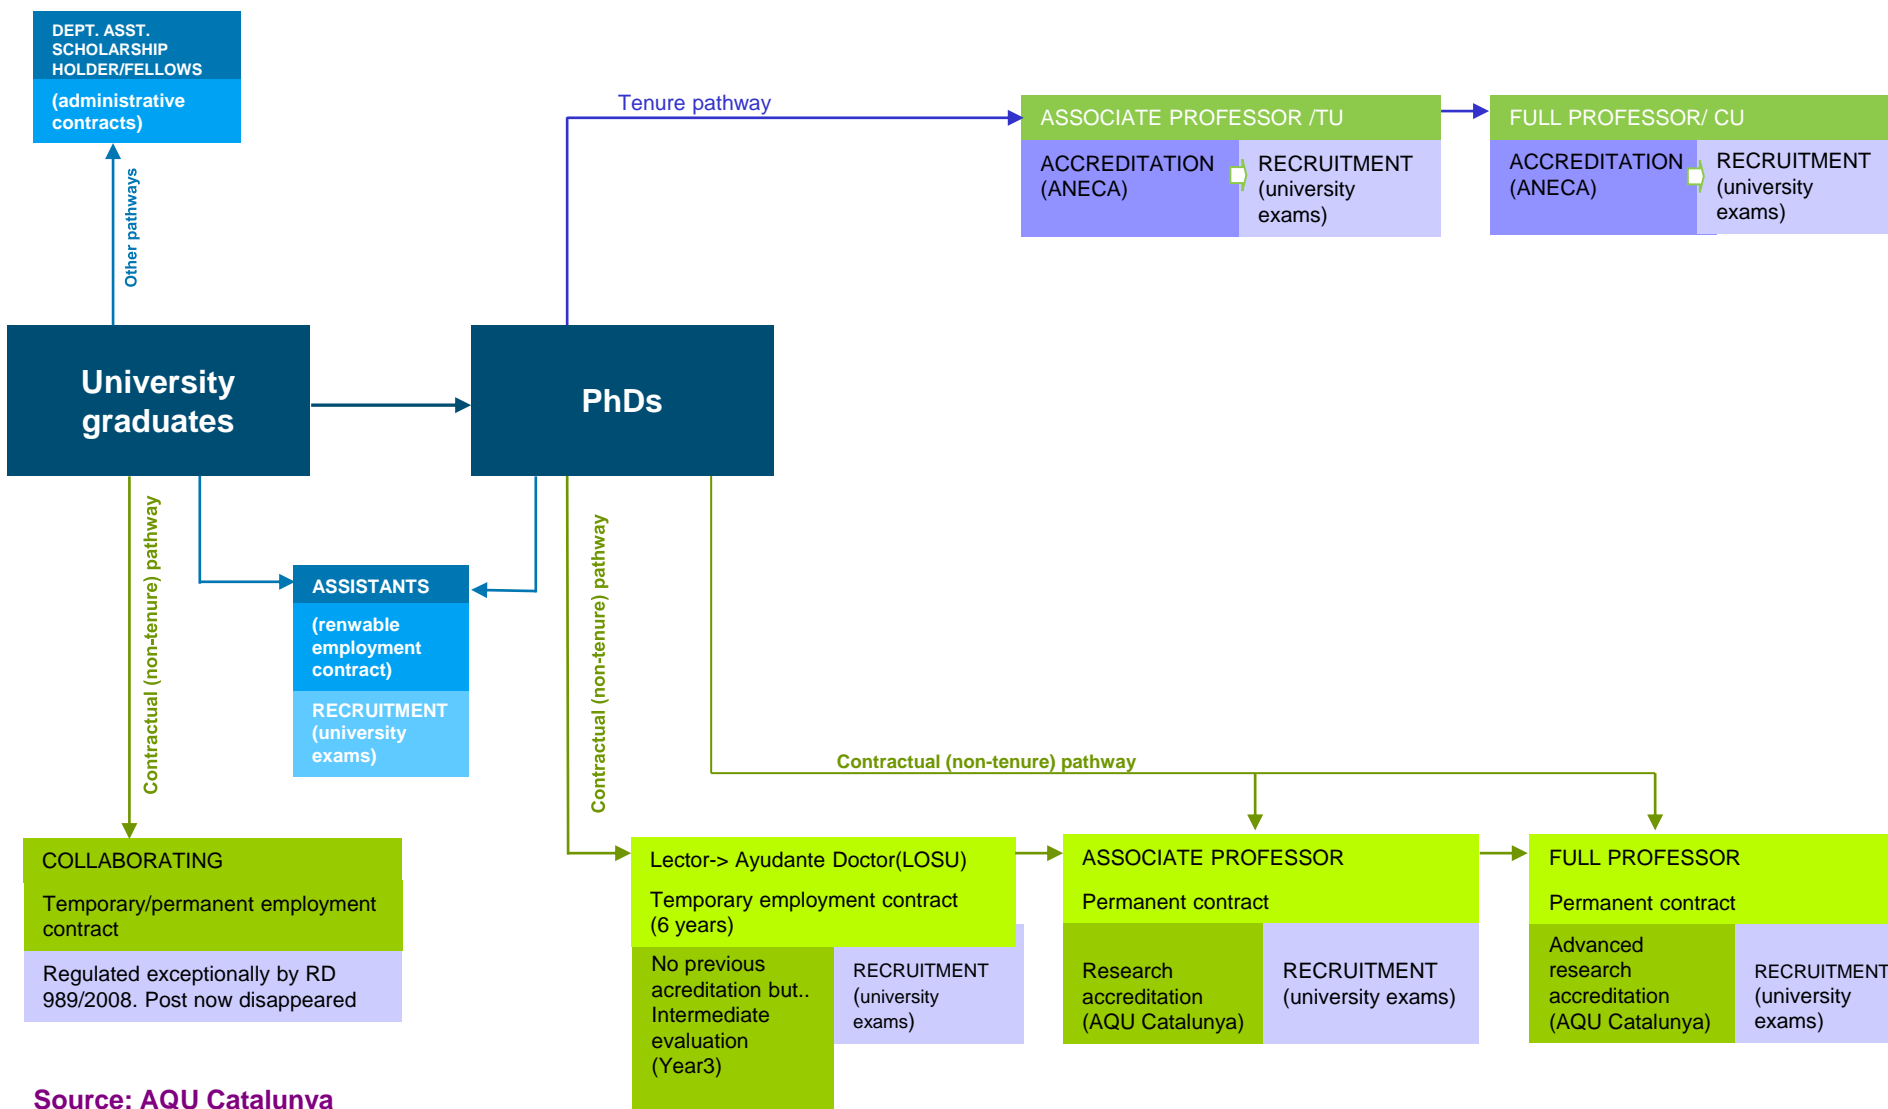 DEPT. ASST.
SCHOLARSHIP
HOLDER/FELLOWS
(administrative
contracts)
Other pathways
Tenure pathway
ASSOCIATE PROFESSOR /TU
ACCREDITATION
(ANECA)
RECRUITMENT
(university
exams)
FULL PROFESSOR/ CU
ACCREDITATION
(ANECA)
RECRUITMENT
(university
exams)
University
graduates
PhDs
Contractual (non-tenure) pathway
ASSISTANTS
(renwable
employment
contract)
RECRUITMENT
(university
exams)
Contractual (non-tenure) pathway
Contractual (non-tenure) pathway
COLLABORATING
Temporary/permanent employment
contract
Regulated exceptionally by RD
989/2008. Post now disappeared
Lector-> Ayudante Doctor(LOSU)
Temporary employment contract
(6 years)
No previous
acreditation but..
Intermediate
evaluation
(Year3)
RECRUITMENT
(university
exams)
ASSOCIATE PROFESSOR
Permanent contract
Research
accreditation
(AQU Catalunya)
RECRUITMENT
(university exams)
FULL PROFESSOR
Permanent contract
Advanced
research
accreditation
(AQU Catalunya)
RECRUITMENT
(university
exams)
Source: AQU Catalunya